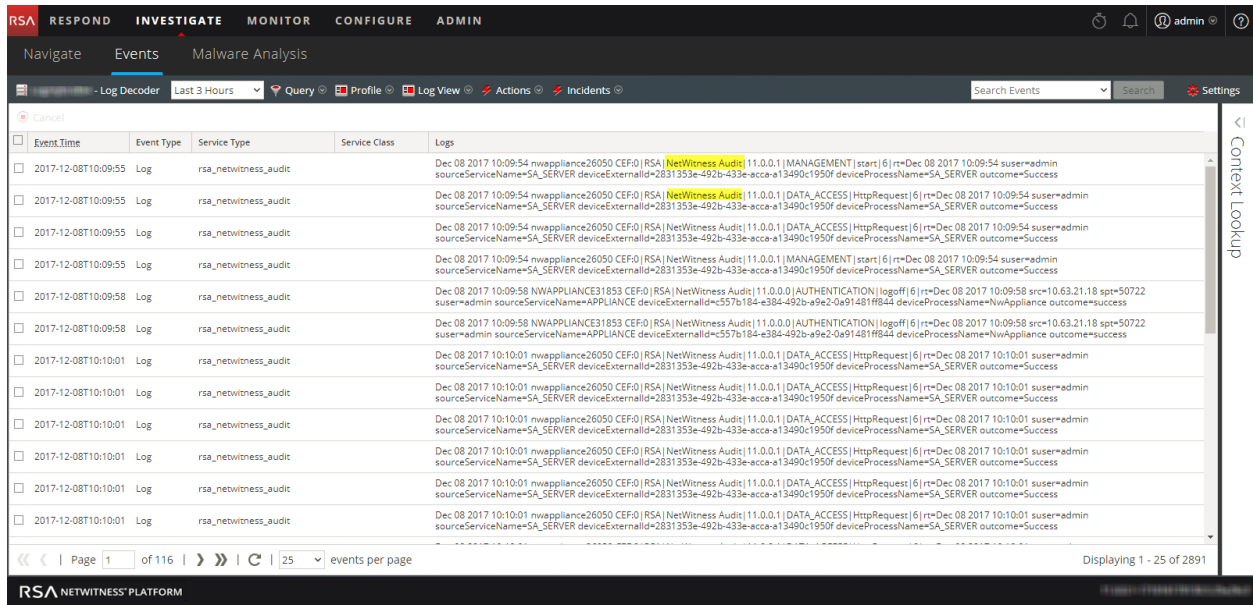 RSA RESPOND INVESTIGATE MONITOR CONFIGURE ADMIN admin
Navigate Events Malware Analysis
- Log Decoder Last 3 Hours Query Profile Log View Actions Incidents Search Events Search Settings
Cancel
Event Time Event Type Service Type Service Class Logs
Context Lookup
2017-12-08T10:09:55 Log rsa_netwitness_audit Dec 08 2017 10:09:54 nwappliance26050 CEF:0|RSA|NetWitness Audit|11.0.0.1|MANAGEMENT|start|6|rt=Dec 08 2017 10:09:54 suser=admin
sourceServiceName=SA_SERVER deviceExternalId=2831353e-492b-433e-acca-a13490c1950f deviceProcessName=SA_SERVER outcome=Success
2017-12-08T10:09:55 Log rsa_netwitness_audit Dec 08 2017 10:09:54 nwappliance26050 CEF:0|RSA|NetWitness Audit|11.0.0.1|DATA_ACCESS|HttpRequest|6|rt=Dec 08 2017 10:09:54 suser=admin
sourceServiceName=SA_SERVER deviceExternalId=2831353e-492b-433e-acca-a13490c1950f deviceProcessName=SA_SERVER outcome=Success
2017-12-08T10:09:55 Log rsa_netwitness_audit Dec 08 2017 10:09:54 nwappliance26050 CEF:0|RSA|NetWitness Audit|11.0.0.1|DATA_ACCESS|HttpRequest|6|rt=Dec 08 2017 10:09:54 suser=admin
sourceServiceName=SA_SERVER deviceExternalId=2831353e-492b-433e-acca-a13490c1950f deviceProcessName=SA_SERVER outcome=Success
2017-12-08T10:09:55 Log rsa_netwitness_audit Dec 08 2017 10:09:54 nwappliance26050 CEF:0|RSA|NetWitness Audit|11.0.0.1|MANAGEMENT|start|6|rt=Dec 08 2017 10:09:54 suser=admin
sourceServiceName=SA_SERVER deviceExternalId=2831353e-492b-433e-acca-a13490c1950f deviceProcessName=SA_SERVER outcome=Success
2017-12-08T10:09:58 Log rsa_netwitness_audit Dec 08 2017 10:09:58 NWAPPLIANCE31853 CEF:0|RSA|NetWitness Audit|11.0.0.0|AUTHENTICATION|logoff|6|rt=Dec 08 2017 10:09:58 src=10.63.21.18 spt=50722
suser=admin sourceServiceName=APPLIANCE deviceExternalId=c557b184-e384-492b-a9e2-0a91481ff844 deviceProcessName=NwAppliance outcome=success
2017-12-08T10:09:58 Log rsa_netwitness_audit Dec 08 2017 10:09:58 NWAPPLIANCE31853 CEF:0|RSA|NetWitness Audit|11.0.0.0|AUTHENTICATION|logoff|6|rt=Dec 08 2017 10:09:58 src=10.63.21.18 spt=50722
suser=admin sourceServiceName=APPLIANCE deviceExternalId=c557b184-e384-492b-a9e2-0a91481ff844 deviceProcessName=NwAppliance outcome=success
2017-12-08T10:10:01 Log rsa_netwitness_audit Dec 08 2017 10:10:01 nwappliance26050 CEF:0|RSA|NetWitness Audit|11.0.0.1|DATA_ACCESS|HttpRequest|6|rt=Dec 08 2017 10:10:01 suser=admin
sourceServiceName=SA_SERVER deviceExternalId=2831353e-492b-433e-acca-a13490c1950f deviceProcessName=SA_SERVER outcome=Success
2017-12-08T10:10:01 Log rsa_netwitness_audit Dec 08 2017 10:10:01 nwappliance26050 CEF:0|RSA|NetWitness Audit|11.0.0.1|DATA_ACCESS|HttpRequest|6|rt=Dec 08 2017 10:10:01 suser=admin
sourceServiceName=SA_SERVER deviceExternalId=2831353e-492b-433e-acca-a13490c1950f deviceProcessName=SA_SERVER outcome=Success
2017-12-08T10:10:01 Log rsa_netwitness_audit Dec 08 2017 10:10:01 nwappliance26050 CEF:0|RSA|NetWitness Audit|11.0.0.1|DATA_ACCESS|HttpRequest|6|rt=Dec 08 2017 10:10:01 suser=admin
sourceServiceName=SA_SERVER deviceExternalId=2831353e-492b-433e-acca-a13490c1950f deviceProcessName=SA_SERVER outcome=Success
2017-12-08T10:10:01 Log rsa_netwitness_audit Dec 08 2017 10:10:01 nwappliance26050 CEF:0|RSA|NetWitness Audit|11.0.0.1|DATA_ACCESS|HttpRequest|6|rt=Dec 08 2017 10:10:01 suser=admin
sourceServiceName=SA_SERVER deviceExternalId=2831353e-492b-433e-acca-a13490c1950f deviceProcessName=SA_SERVER outcome=Success
2017-12-08T10:10:01 Log rsa_netwitness_audit Dec 08 2017 10:10:01 nwappliance26050 CEF:0|RSA|NetWitness Audit|11.0.0.1|DATA_ACCESS|HttpRequest|6|rt=Dec 08 2017 10:10:01 suser=admin
sourceServiceName=SA_SERVER deviceExternalId=2831353e-492b-433e-acca-a13490c1950f deviceProcessName=SA_SERVER outcome=Success
2017-12-08T10:10:01 Log rsa_netwitness_audit Dec 08 2017 10:10:01 nwappliance26050 CEF:0|RSA|NetWitness Audit|11.0.0.1|DATA_ACCESS|HttpRequest|6|rt=Dec 08 2017 10:10:01 suser=admin
sourceServiceName=SA_SERVER deviceExternalId=2831353e-492b-433e-acca-a13490c1950f deviceProcessName=SA_SERVER outcome=Success
Page 1 of 116 | 25 events per page Displaying 1 - 25 of 2891
RSA NETWITNESS® PLATFORM